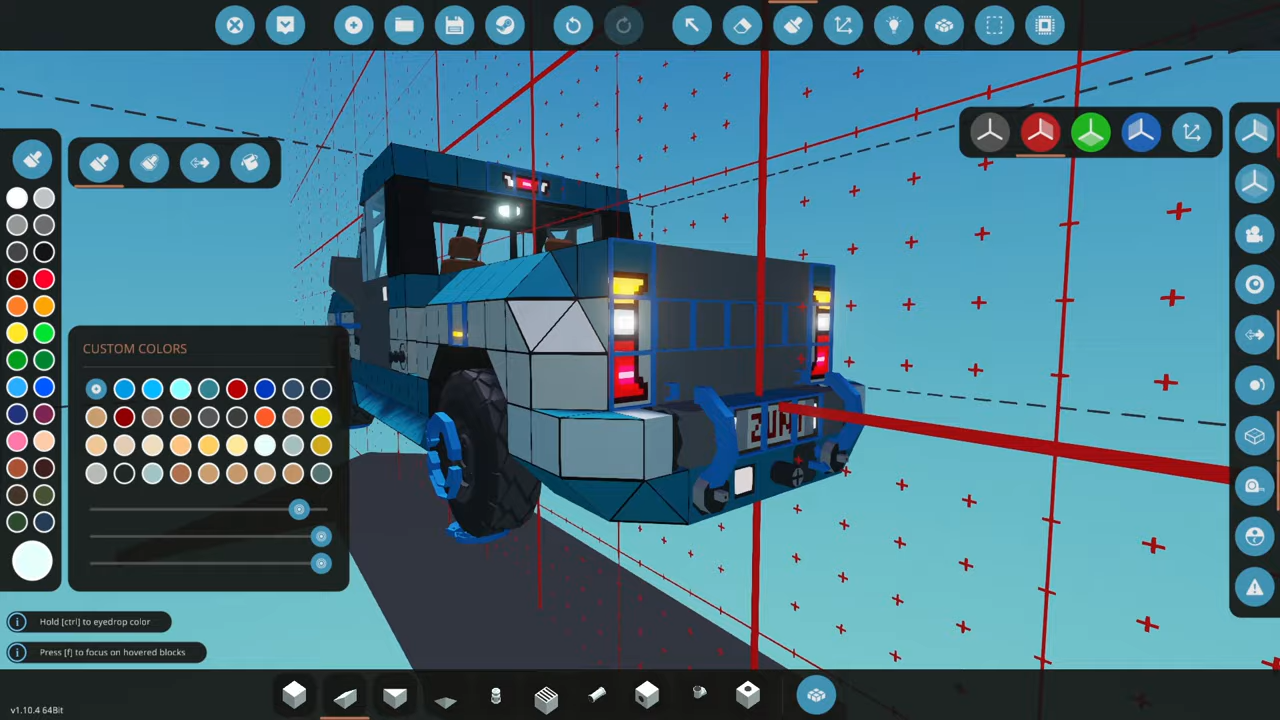 CUSTOM COLORS
Hold [ctrl] to eyedrop color
Press [f] to focus on hovered blocks
v1.10.4 64Bit